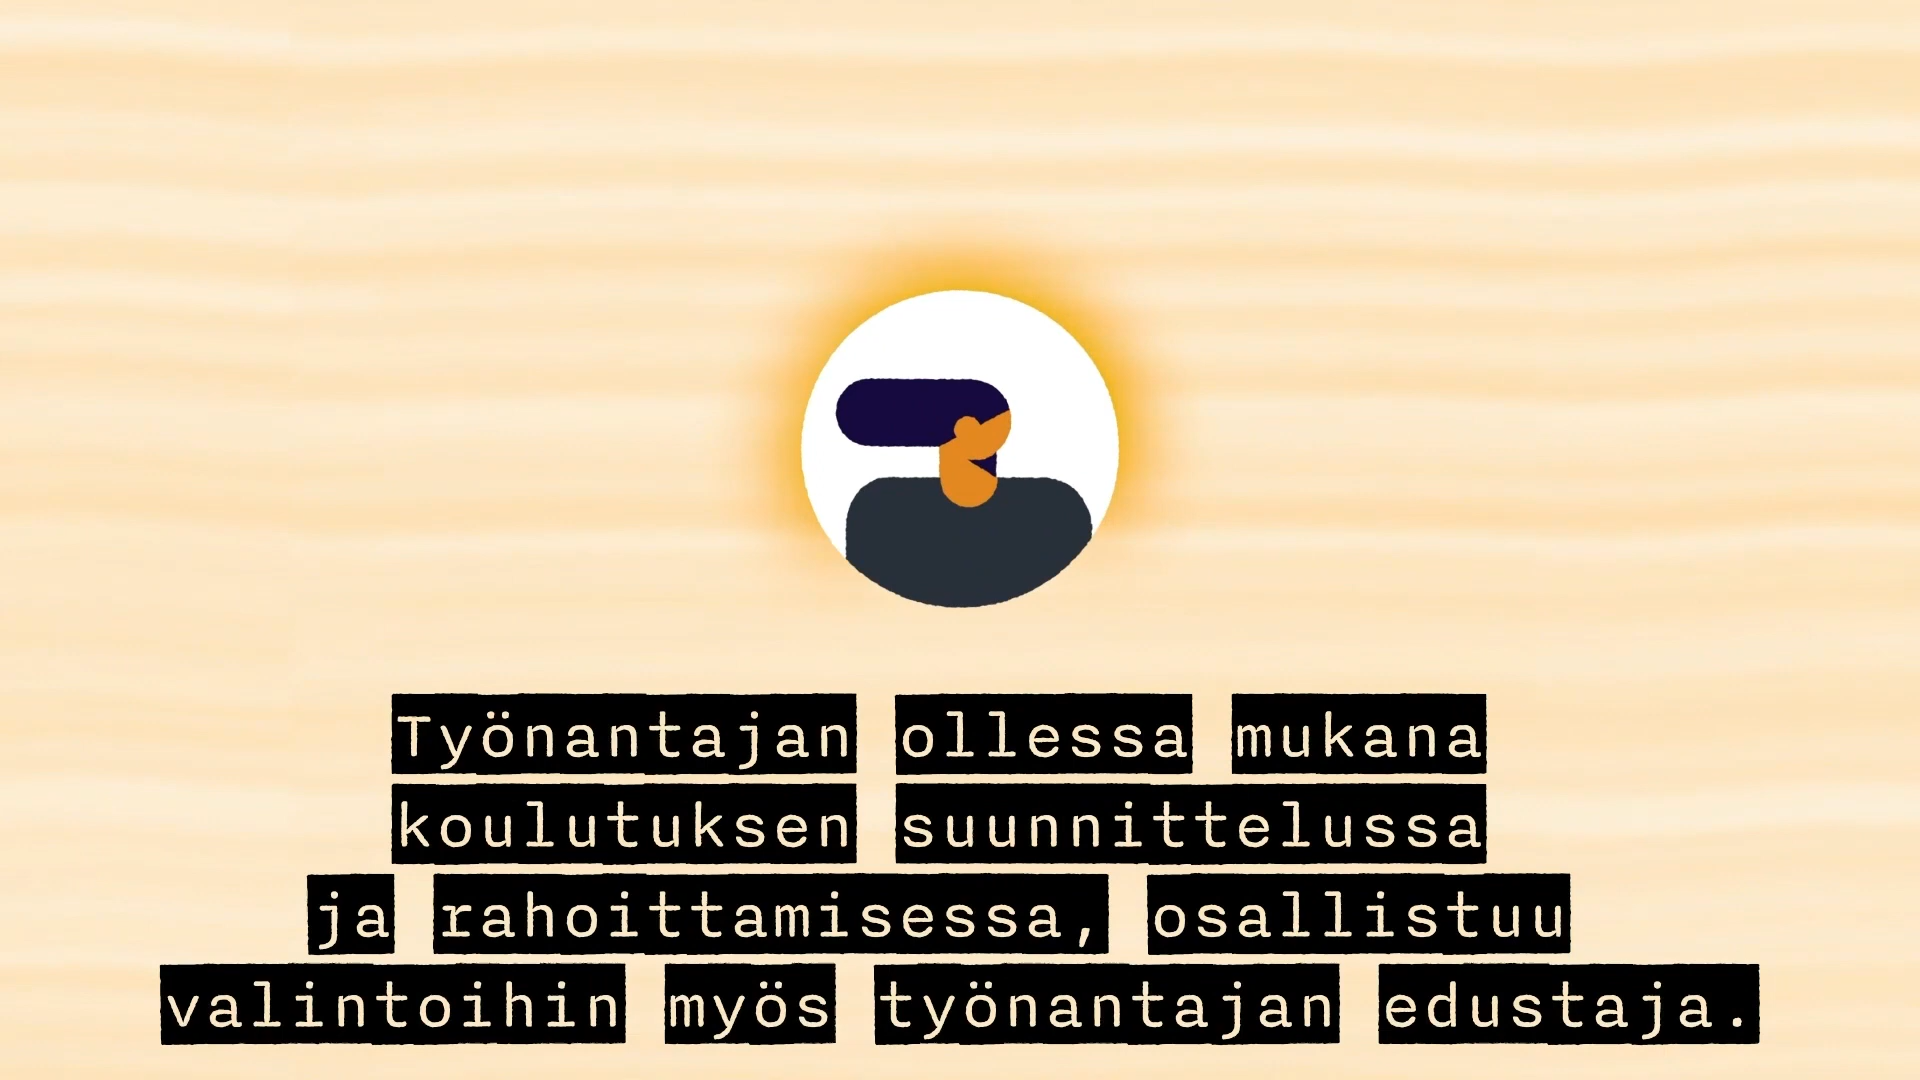 Työnantajan ollessa mukana
koulutuksen suunnittelussa
ja rahoittamisessa, osallistuu
valintoihin myös työnantajan edustaja.